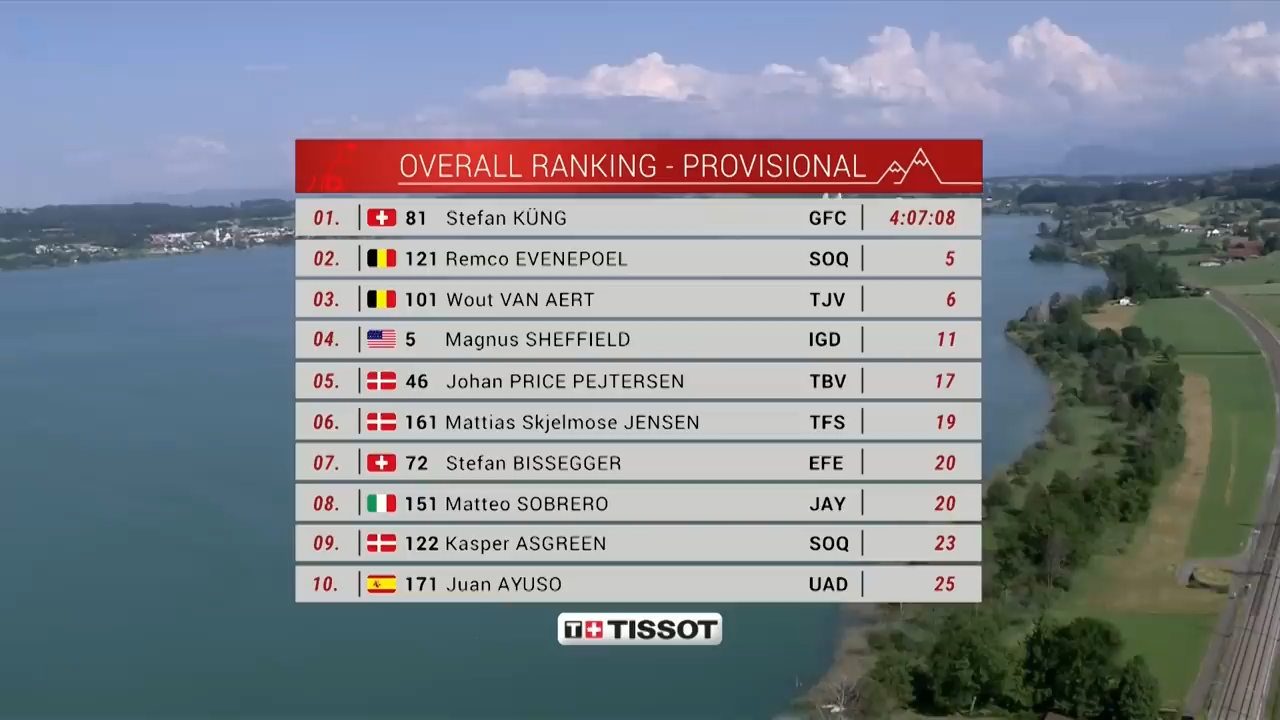 OVERALL RANKING - PROVISIONAL
01. 81 Stefan KÜNG GFC 4:07:08
02. 121 Remco EVENEPOEL SOQ 5
03. 101 Wout VAN AERT TJV 6
04. 5 Magnus SHEFFIELD IGD 11
05. 46 Johan PRICE PEJTERSEN TBV 17
06. 161 Mattias Skjelmose JENSEN TFS 19
07. 72 Stefan BISSEGGER EFE 20
08. 151 Matteo SOBRERO JAY 20
09. 122 Kasper ASGREEN SOQ 23
10. 171 Juan AYUSO UAD 25
T+ TISSOT